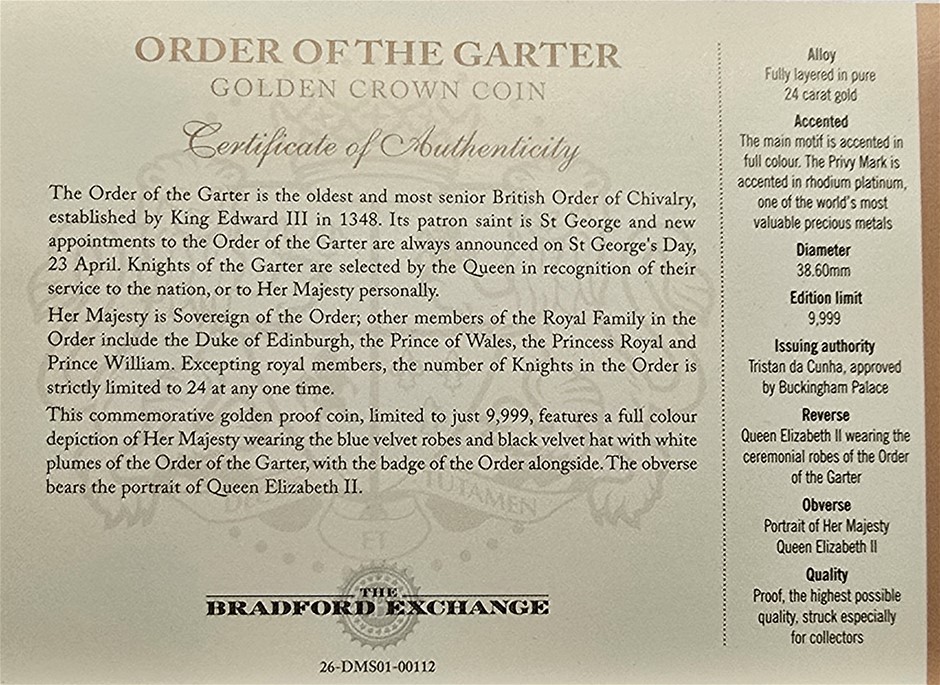 ORDER OF THE GARTER
GOLDEN CROWN COIN
Certificate of Authenticity
The Order of the Garter is the oldest and most senior British Order of Chivalry,
established by King Edward III in 1348. Its patron saint is St George and new
appointments to the Order of the Garter are always announced on St George's Day,
23 April. Knights of the Garter are selected by the Queen in recognition of their
service to the nation, or to Her Majesty personally.
Her Majesty is Sovereign of the Order; other members of the Royal Family in the
Order include the Duke of Edinburgh, the Prince of Wales, the Princess Royal and
Prince William. Excepting royal members, the number of Knights in the Order is
strictly limited to 24 at any one time.
This commemorative golden proof coin, limited to just 9,999, features a full colour
depiction of Her Majesty wearing the blue velvet robes and black velvet hat with white
plumes of the Order of the Garter, with the badge of the Order alongside. The obverse
bears the portrait of Queen Elizabeth II.
TUTAMEN
ET
THE
BRADFORD EXCHANGE
26-DMS01-00112
Alloy
Fully layered in pure
24 carat gold
Accented
The main motif is accented in
full colour. The Privy Mark is
accented in rhodium platinum,
one of the world's most
valuable precious metals
Diameter
38.60mm
Edition limit
9,999
Issuing authority
Tristan da Cunha, approved
by Buckingham Palace
Reverse
Queen Elizabeth II wearing the
ceremonial robes of the Order
of the Garter
Obverse
Portrait of Her Majesty
Queen Elizabeth II
Quality
Proof, the highest possible
quality, struck especially
for collectors